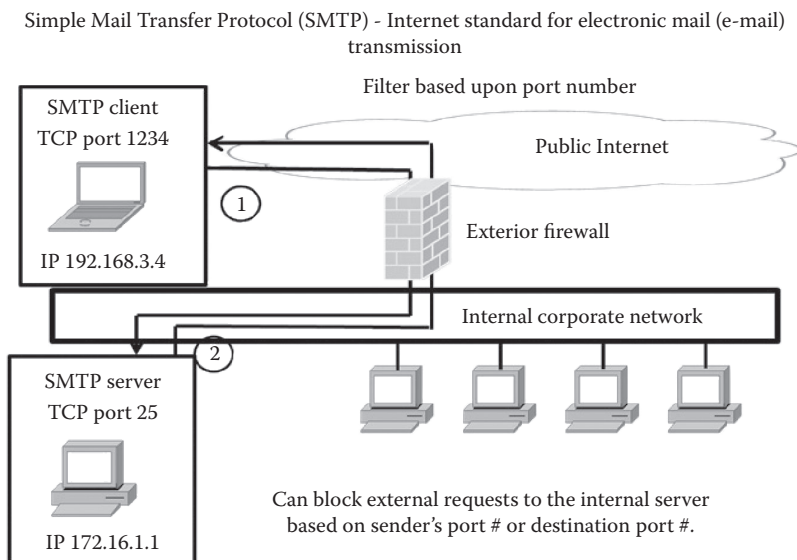 Simple Mail Transfer Protocol (SMTP) - Internet standard for electronic mail (e-mail)
transmission
Filter based upon port number
SMTP client
TCP port 1234
IP 192.168.3.4
Public Internet
1
Exterior firewall
Internal corporate network
2
SMTP server
TCP port 25
IP 172.16.1.1
Can block external requests to the internal server
based on sender's port # or destination port #.